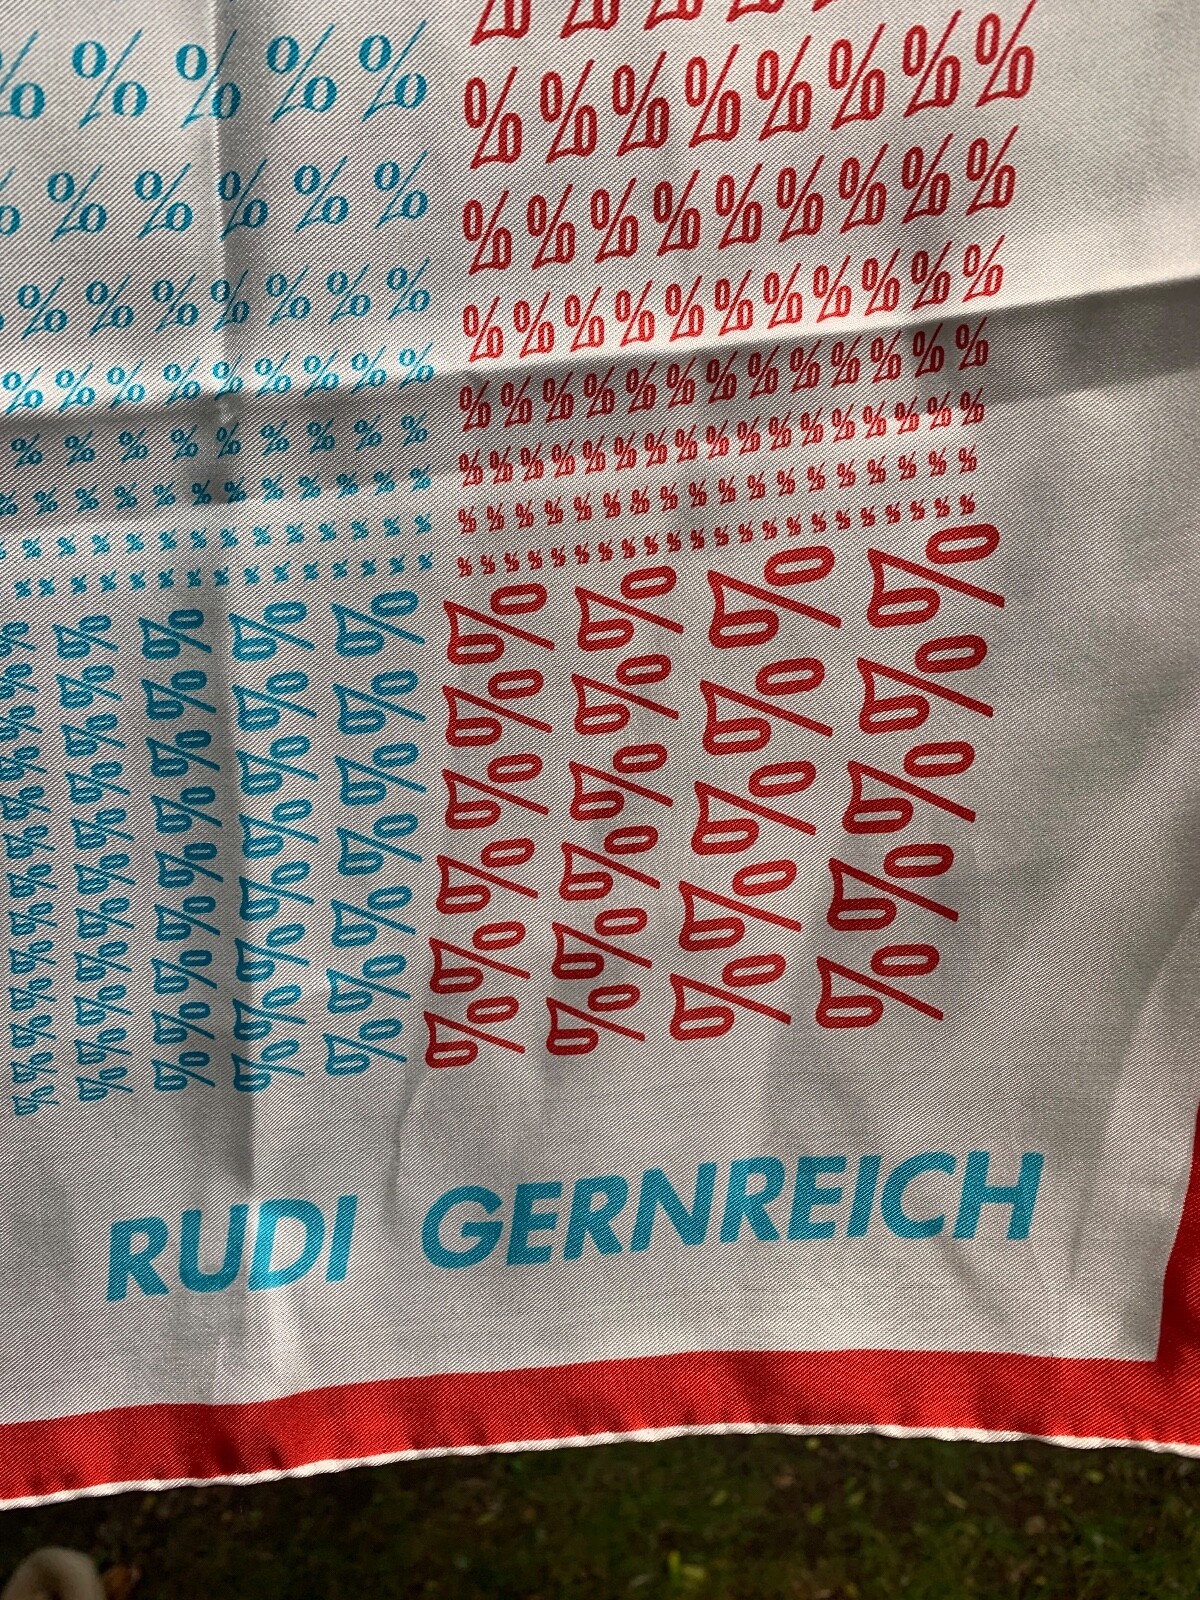 % % % % % % % % % % % %
% % % % % % % % % % % % % %
% % % % % % % % % % % % % % % % % %
% % % % % % % % % % % % % % % % % % % % %
RUDI GERNREICH